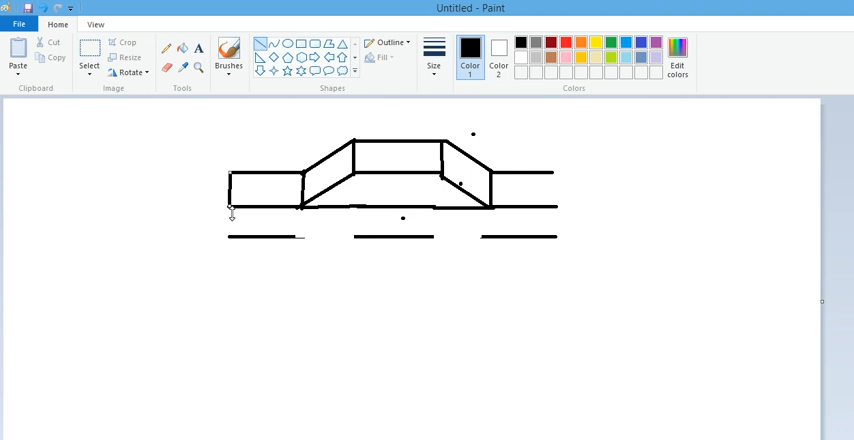 Untitled - Paint
File Home View
Paste Cut Copy
Clipboard
Select Crop Resize Rotate
Image
A
Tools
Brushes
Outline Fill
Shapes
Size
Color 1
Color 2
Edit colors
Colors